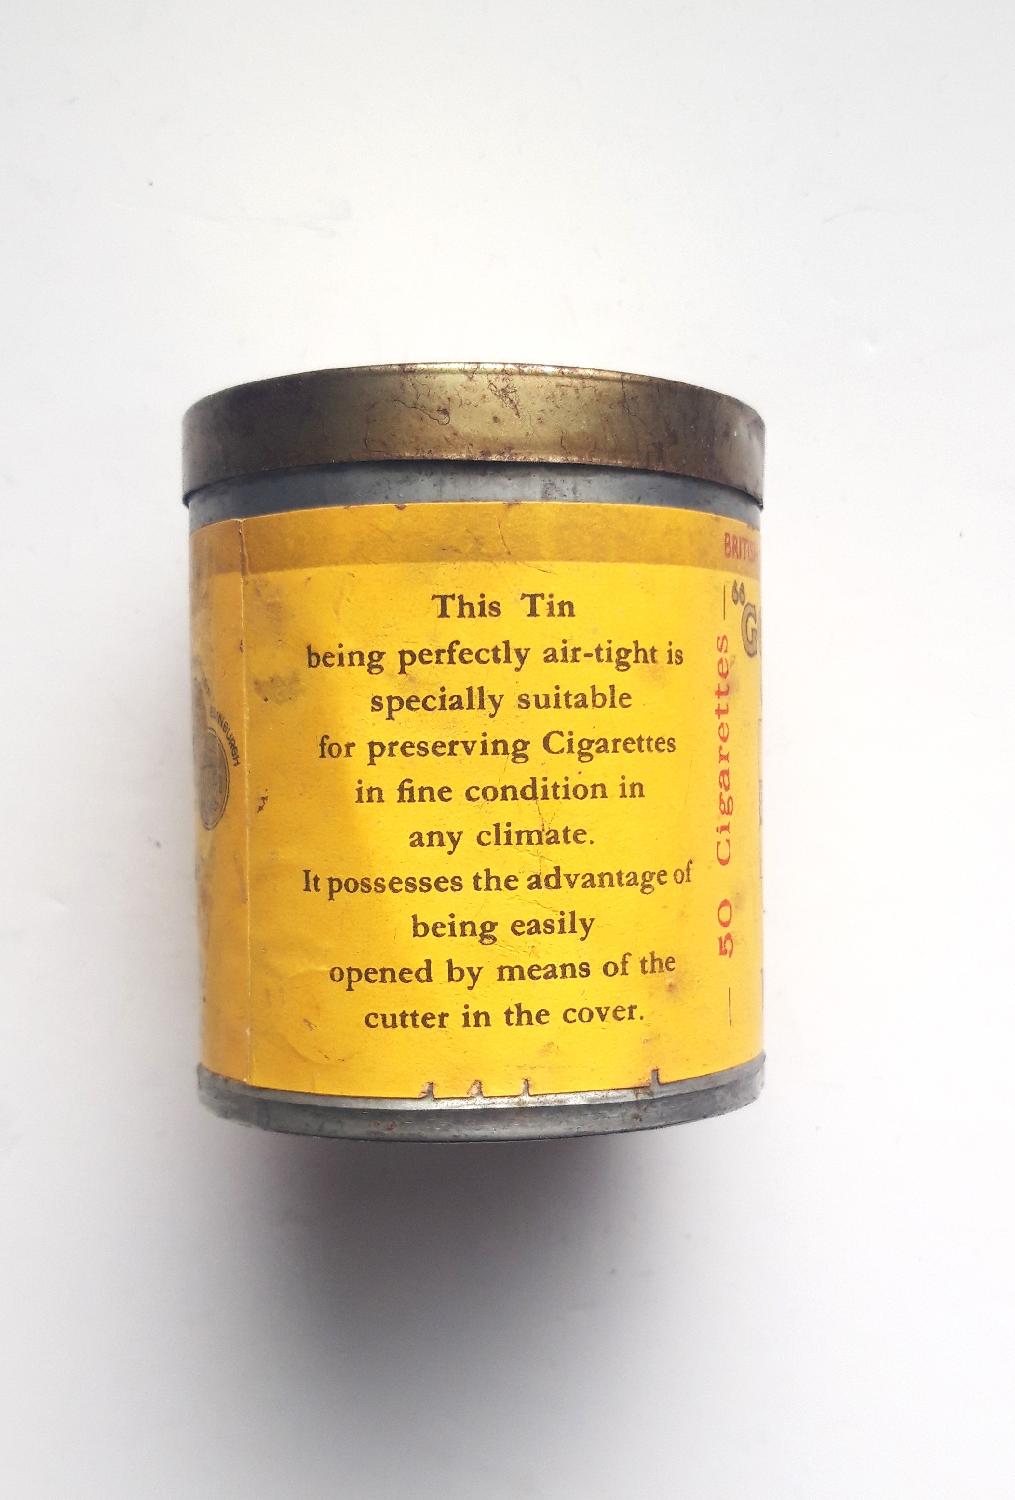 This Tin
being perfectly air-tight is
specially suitable
for preserving Cigarettes
in fine condition in
any climate.
It possesses the advantage of
being easily
opened by means of the
cutter in the cover.
— 50 Cigarettes —
BRITISH
"G